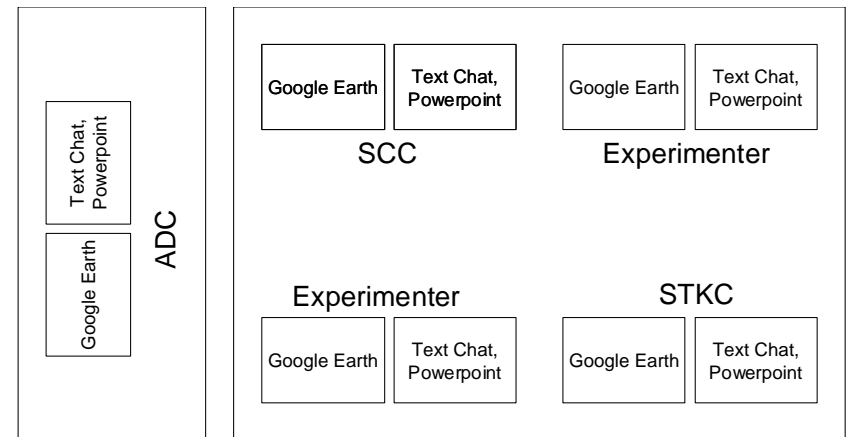 Text Chat,
Powerpoint
Google Earth
ADC
Google Earth
Text Chat,
Powerpoint
SCC
Google Earth
Text Chat,
Powerpoint
Experimenter
Experimenter
Google Earth
Text Chat,
Powerpoint
STKC
Google Earth
Text Chat,
Powerpoint